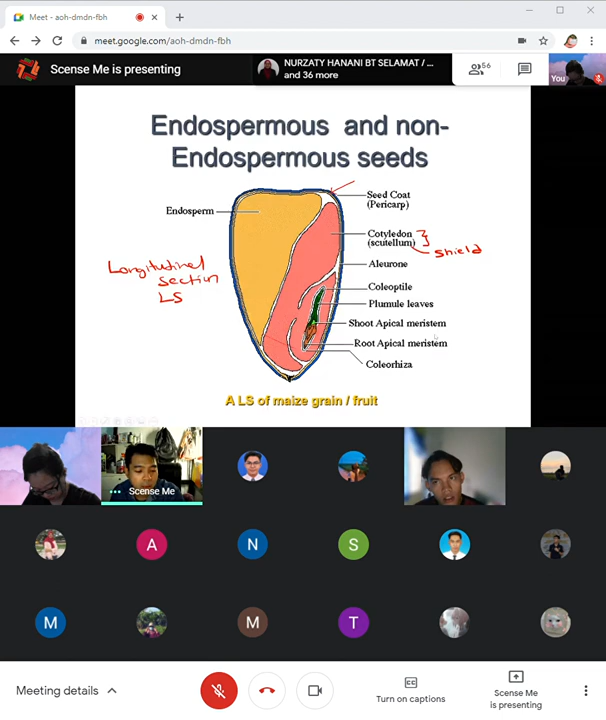 Meet - aoh-dmdn-fbh
meet.google.com/aoh-dmdn-fbh
Scense Me is presenting
NURZATY HANANI BT SELAMAT / ...
and 36 more
56
You
Endospermous and non-
Endospermous seeds
Endosperm
Seed Coat
(Pericarp)
Cotyledon
(scutellum)
shield
Aleurone
Longitudinal
section
LS
Coleoptile
Plumule leaves
Shoot Apical meristem
Root Apical meristem
Coleorhiza
A LS of maize grain / fruit
Scense Me
A
N
S
M
M
T
Meeting details
CC
Turn on captions
Scense Me
is presenting